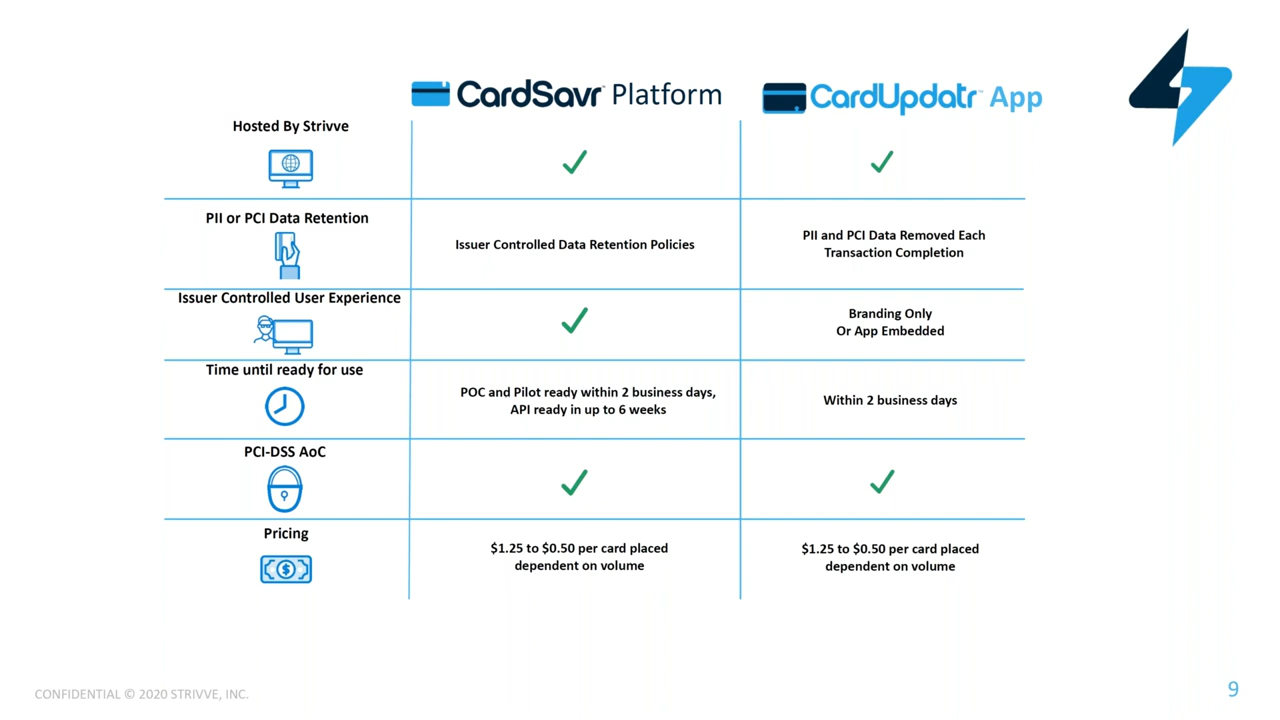 CardSavr™ Platform
CardUpdatr™ App
Hosted By Strivve
PII or PCI Data Retention
Issuer Controlled Data Retention Policies
PII and PCI Data Removed Each
Transaction Completion
Issuer Controlled User Experience
Branding Only
Or App Embedded
Time until ready for use
POC and Pilot ready within 2 business days,
API ready in up to 6 weeks
Within 2 business days
PCI-DSS AoC
Pricing
$
$1.25 to $0.50 per card placed
dependent on volume
$1.25 to $0.50 per card placed
dependent on volume
CONFIDENTIAL © 2020 STRIVVE, INC.
9